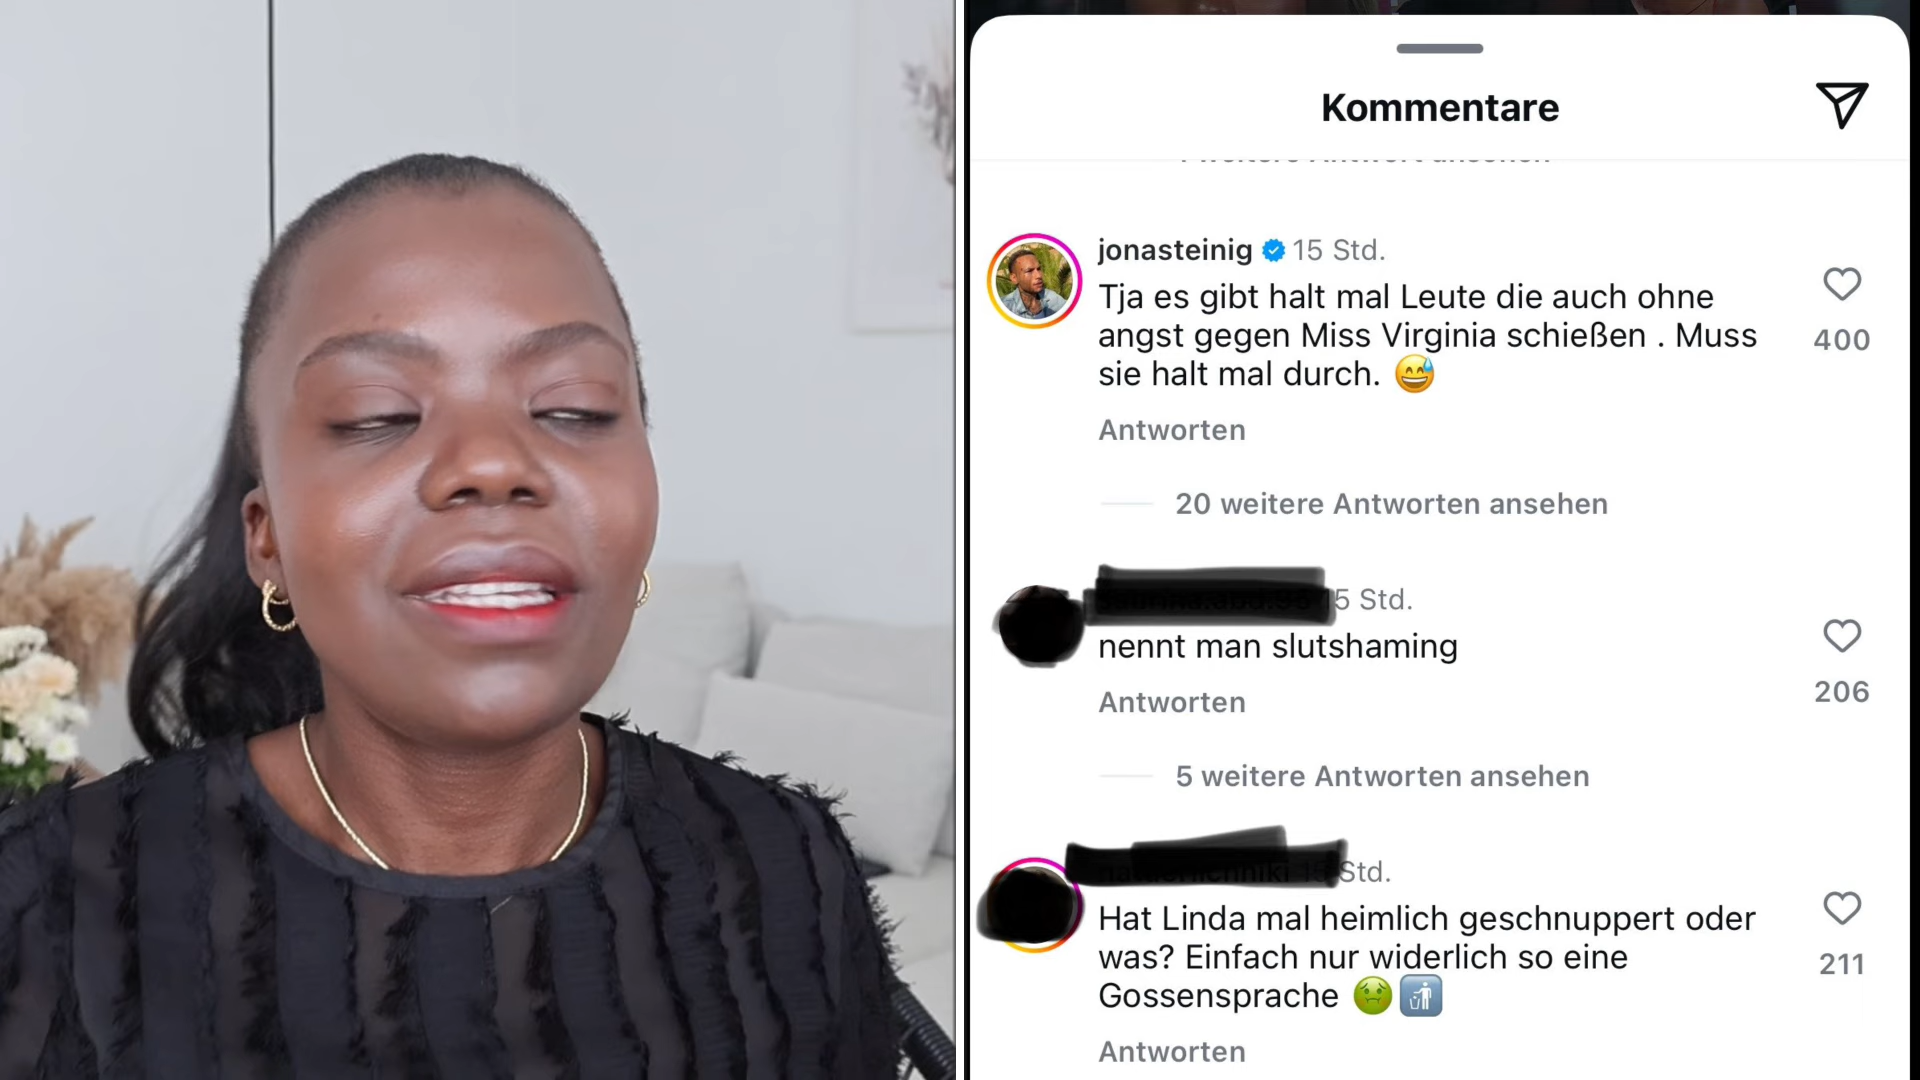 Kommentare
jonasteinig 15 Std.
Tja es gibt halt mal Leute die auch ohne
angst gegen Miss Virginia schießen . Muss
sie halt mal durch. 😅
400
Antworten
20 weitere Antworten ansehen
5 Std.
nennt man slutshaming
206
Antworten
5 weitere Antworten ansehen
Std.
Hat Linda mal heimlich geschnuppert oder
was? Einfach nur widerlich so eine
Gossensprache 🤢🚮
211
Antworten